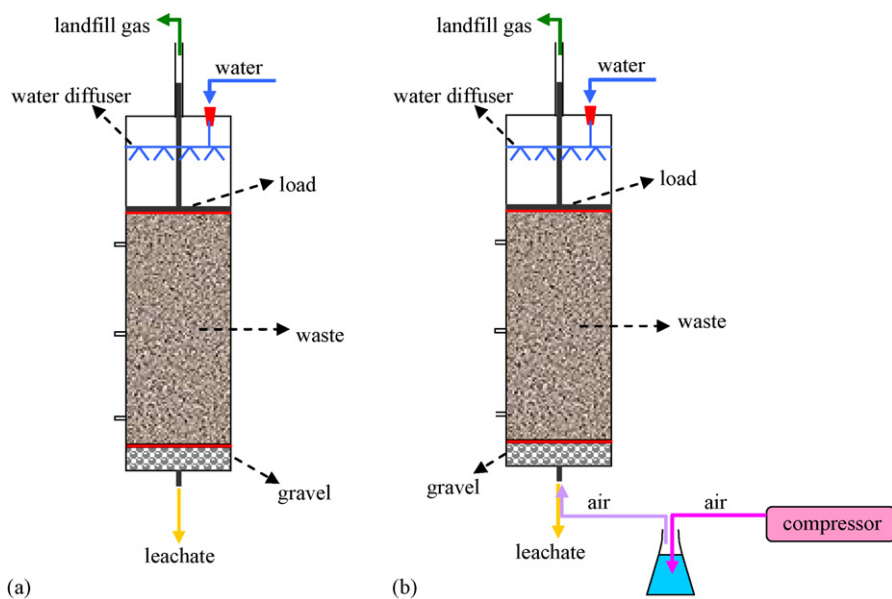 landfill gas
water
water diffuser
load
waste
gravel
leachate
(a)
landfill gas
water
water diffuser
load
waste
gravel
air
air
compressor
leachate
(b)